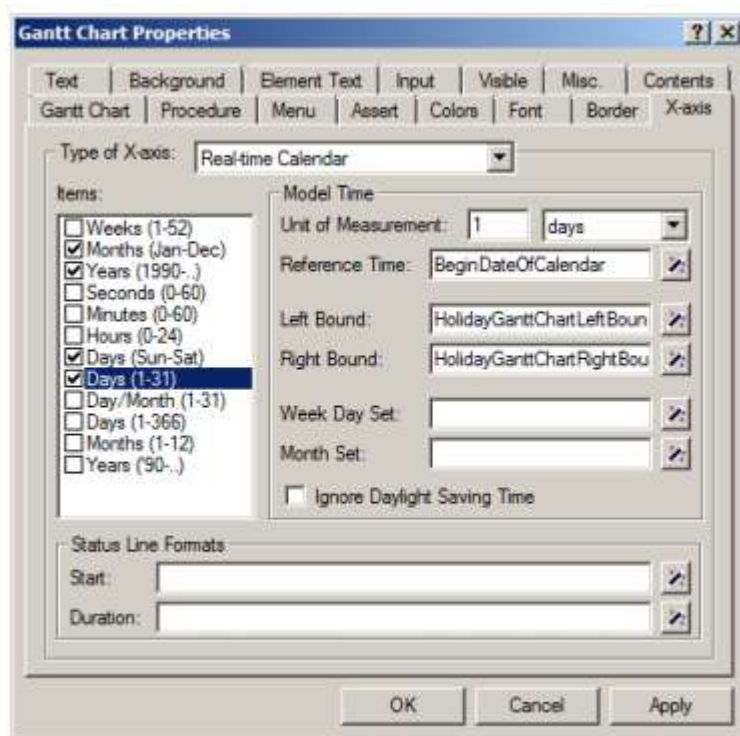 Gantt Chart Properties
Text Background Element Text Input Visible Misc. Contents
Gantt Chart Procedure Menu Assert Colors Font Border X-axis
Type of X-axis: Real-time Calendar
Items:
Weeks (1-52)
Months (Jan-Dec)
Years (1990-..)
Seconds (0-60)
Minutes (0-60)
Hours (0-24)
Days (Sun-Sat)
Days (1-31)
Day/Month (1-31)
Days (1-366)
Months (1-12)
Years ('90-..)
Model Time
Unit of Measurement: 1 days
Reference Time: BeginDateOfCalendar
Left Bound: HolidayGanttChartLeftBoun
Right Bound: HolidayGanttChartRightBou
Week Day Set:
Month Set:
Ignore Daylight Saving Time
Status Line Formats
Start:
Duration:
OK Cancel Apply